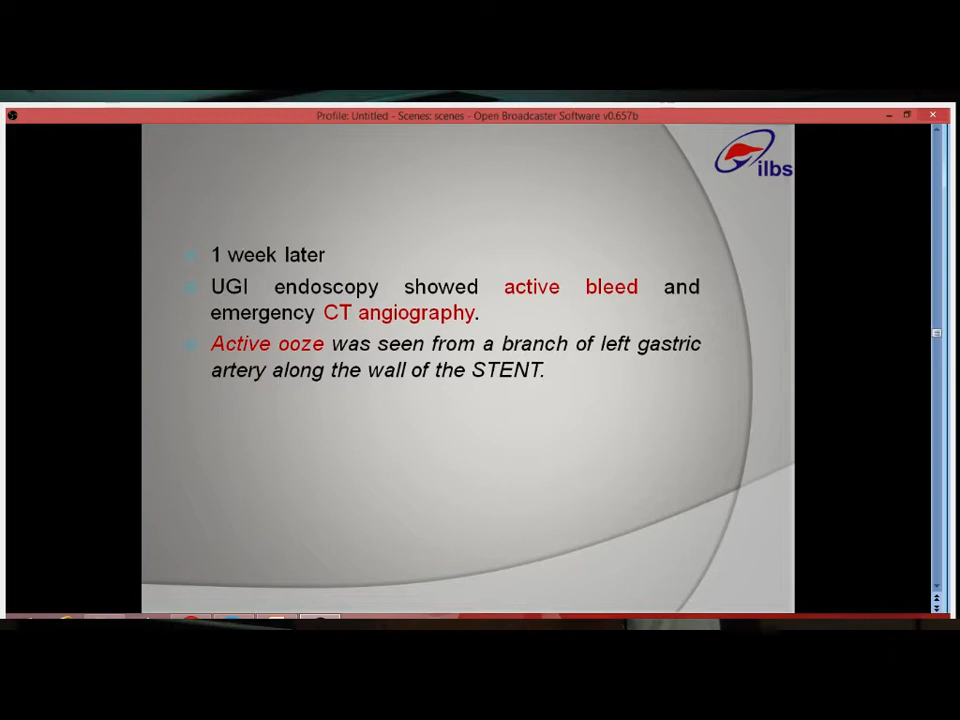 Profile: Untitled - Scenes: scenes - Open Broadcaster Software v0.657b
ilbs
1 week later
UGI endoscopy showed active bleed and
emergency CT angiography.
Active ooze was seen from a branch of left gastric
artery along the wall of the STENT.